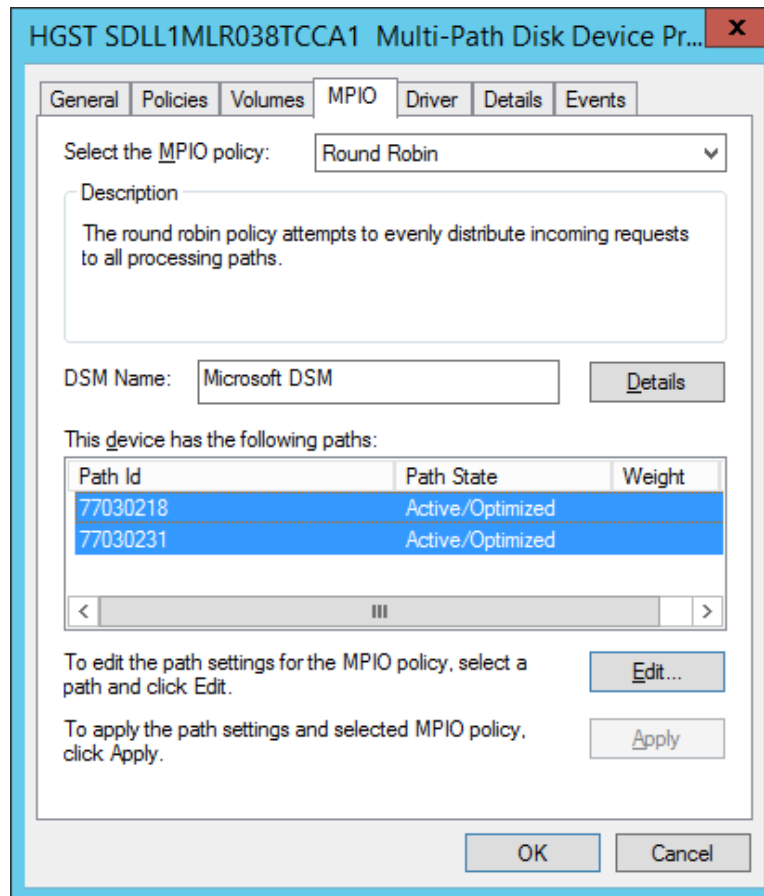 HGST SDLL1MLR038TCCA1 Multi-Path Disk Device Pr...
x
General Policies Volumes MPIO Driver Details Events
Select the MPIO policy: Round Robin
Description
The round robin policy attempts to evenly distribute incoming requests
to all processing paths.
DSM Name: Microsoft DSM Details
This device has the following paths:
Path Id Path State Weight
77030218 Active/Optimized
77030231 Active/Optimized
To edit the path settings for the MPIO policy, select a
path and click Edit.
Edit...
To apply the path settings and selected MPIO policy,
click Apply.
Apply
OK Cancel